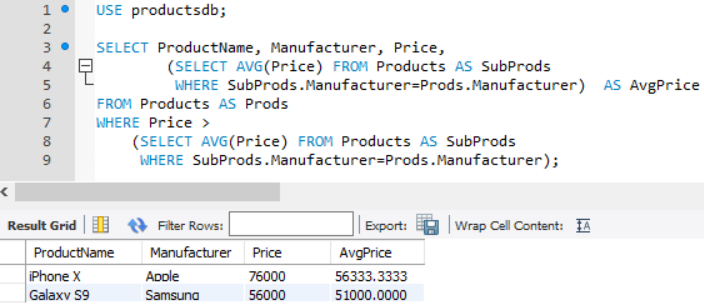 1 USE productsdb;
2
3 SELECT ProductName, Manufacturer, Price,
4 (SELECT AVG(Price) FROM Products AS SubProds
5 WHERE SubProds.Manufacturer=Prods.Manufacturer) AS AvgPrice
6 FROM Products AS Prods
7 WHERE Price >
8 (SELECT AVG(Price) FROM Products AS SubProds
9 WHERE SubProds.Manufacturer=Prods.Manufacturer);
Result Grid Filter Rows: Export: Wrap Cell Content: IA
ProductName Manufacturer Price AvgPrice
iPhone X Apple 76000 56333.3333
Galaxy S9 Samsung 56000 51000.0000